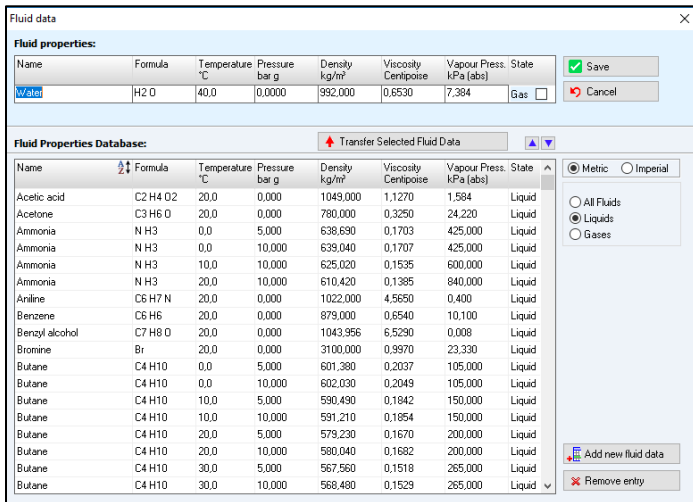 Fluid data
Fluid properties:
Name Formula Temperature °C Pressure bar g Density kg/m³ Viscosity Centipoise Vapour Press. kPa (abs) State
Water H2 O 40,0 0,0000 992,000 0,6530 7,384 Gas
Save
Cancel
Fluid Properties Database:
Transfer Selected Fluid Data
Name Formula Temperature °C Pressure bar g Density kg/m³ Viscosity Centipoise Vapour Press. kPa (abs) State
Acetic acid C2 H4 O2 20,0 0,000 1049,000 1,1270 1,584 Liquid
Acetone C3 H6 O 20,0 0,000 780,000 0,3250 24,220 Liquid
Ammonia N H3 0,0 5,000 638,690 0,1703 425,000 Liquid
Ammonia N H3 0,0 10,000 639,040 0,1707 425,000 Liquid
Ammonia N H3 10,0 10,000 625,020 0,1535 600,000 Liquid
Ammonia N H3 20,0 10,000 610,420 0,1385 840,000 Liquid
Aniline C6 H7 N 20,0 0,000 1022,000 4,5650 0,400 Liquid
Benzene C6 H6 20,0 0,000 879,000 0,6540 10,100 Liquid
Benzyl alcohol C7 H8 O 20,0 0,000 1043,956 6,5290 0,008 Liquid
Bromine Br 20,0 0,000 3100,000 0,9970 23,330 Liquid
Butane C4 H10 0,0 5,000 601,380 0,2037 105,000 Liquid
Butane C4 H10 0,0 10,000 602,030 0,2049 105,000 Liquid
Butane C4 H10 10,0 5,000 590,490 0,1842 150,000 Liquid
Butane C4 H10 10,0 10,000 591,210 0,1854 150,000 Liquid
Butane C4 H10 20,0 5,000 579,230 0,1670 200,000 Liquid
Butane C4 H10 20,0 10,000 580,040 0,1682 200,000 Liquid
Butane C4 H10 30,0 5,000 567,560 0,1518 265,000 Liquid
Butane C4 H10 30,0 10,000 568,480 0,1529 265,000 Liquid
Metric Imperial
All Fluids
Liquids
Gases
Add new fluid data
Remove entry